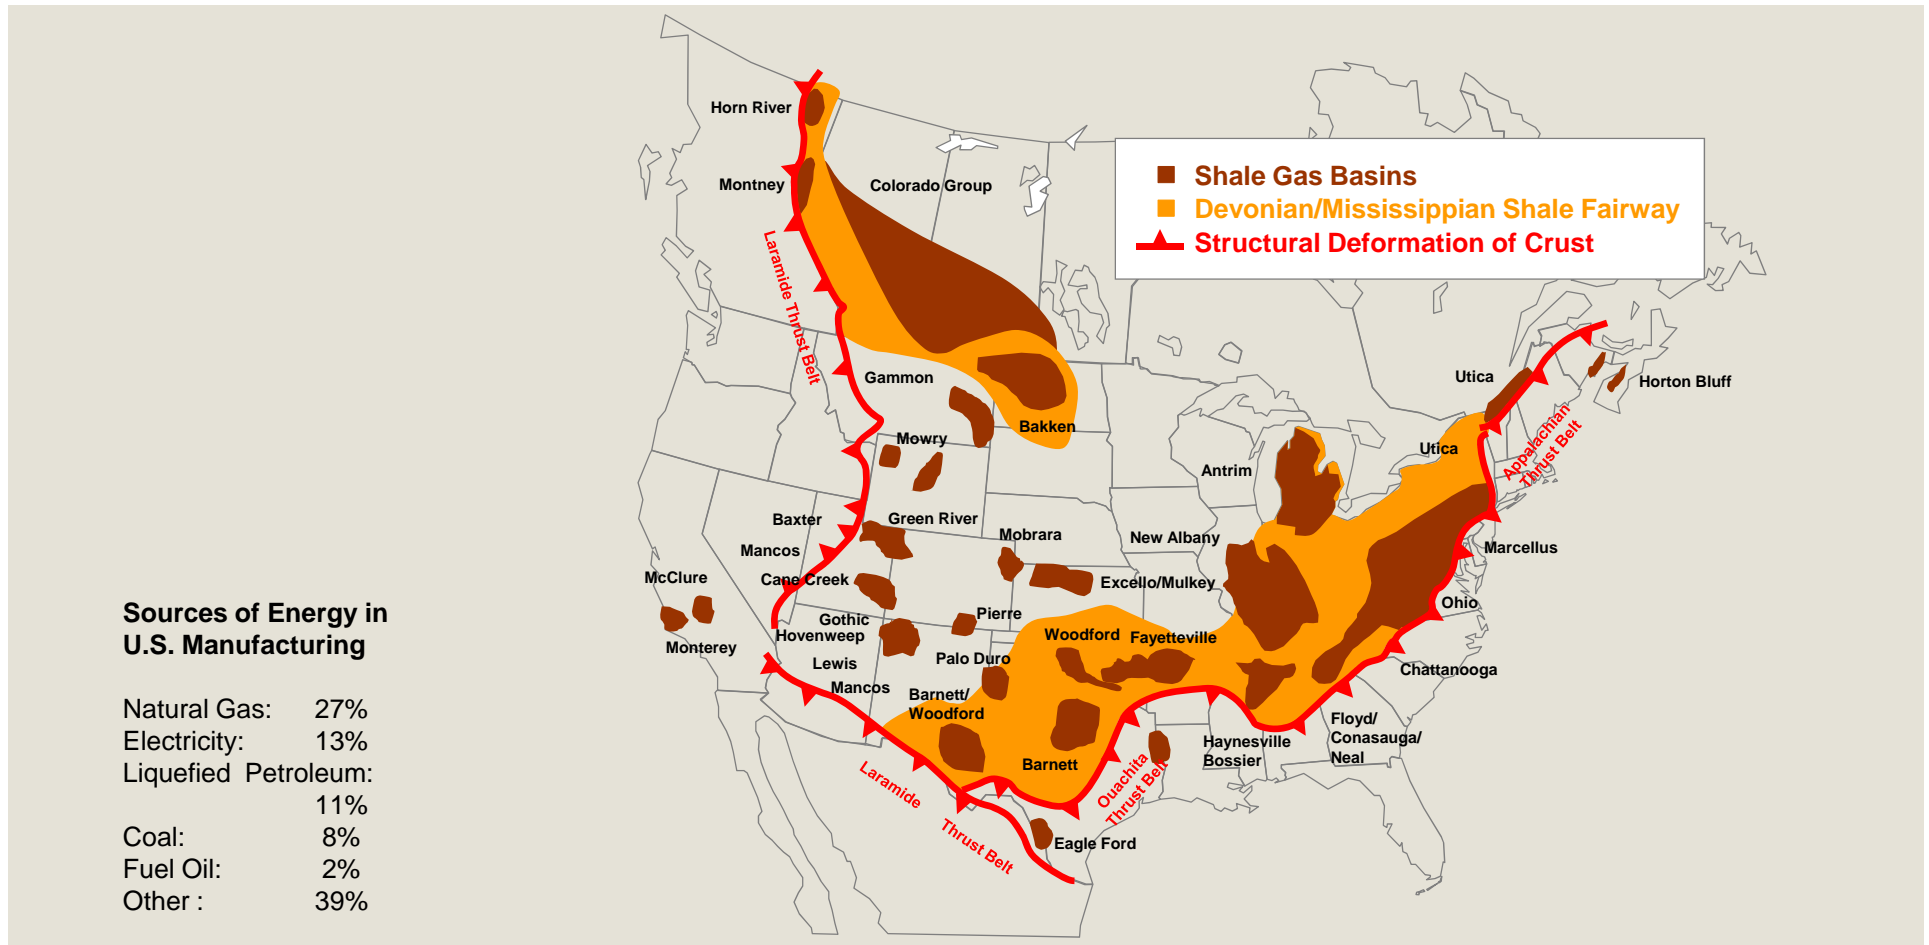 Horn River
Montney
Colorado Group
Shale Gas Basins
Devonian/Mississippian Shale Fairway
Structural Deformation of Crust
Laramide Thrust Belt
Gammon
Bakken
Mowry
Utica
Horton Bluff
Utica
Appalachian
Thrust Belt
Antrim
Baxter
Green River
Mobrara
New Albany
Mancos
Marcellus
McClure
Cane Creek
Excello/Mulkey
Ohio
Gothic
Hovenweep
Pierre
Monterey
Woodford
Fayetteville
Lewis
Palo Duro
Chattanooga
Mancos
Barnett/
Woodford
Floyd/
Conasauga/
Neal
Haynesville
Bossier
Barnett
Ouachita
Thrust Belt
Laramide
Thrust Belt
Eagle Ford
Sources of Energy in
U.S. Manufacturing
Natural Gas: 27%
Electricity: 13%
Liquefied Petroleum:
11%
Coal: 8%
Fuel Oil: 2%
Other : 39%